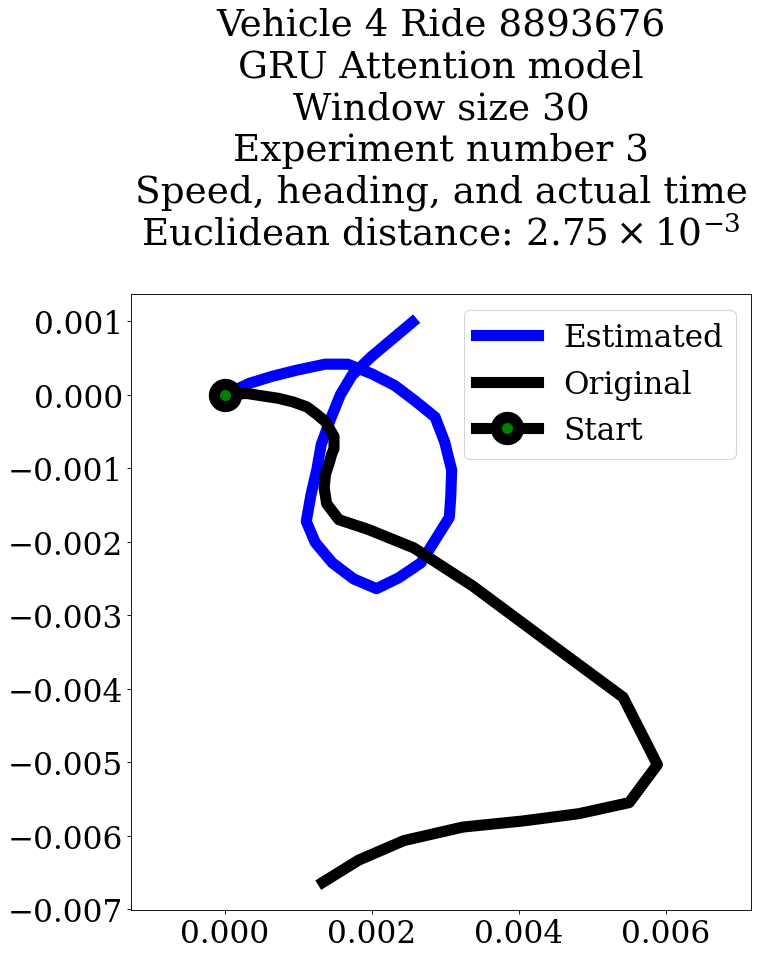 Vehicle 4 Ride 8893676
GRU Attention model
Window size 30
Experiment number 3
Speed, heading, and actual time
Euclidean distance: 2.75 × 10⁻³
Estimated
Original
Start
0.001
0.000
−0.001
−0.002
−0.003
−0.004
−0.005
−0.006
−0.007
0.000 0.002 0.004 0.006